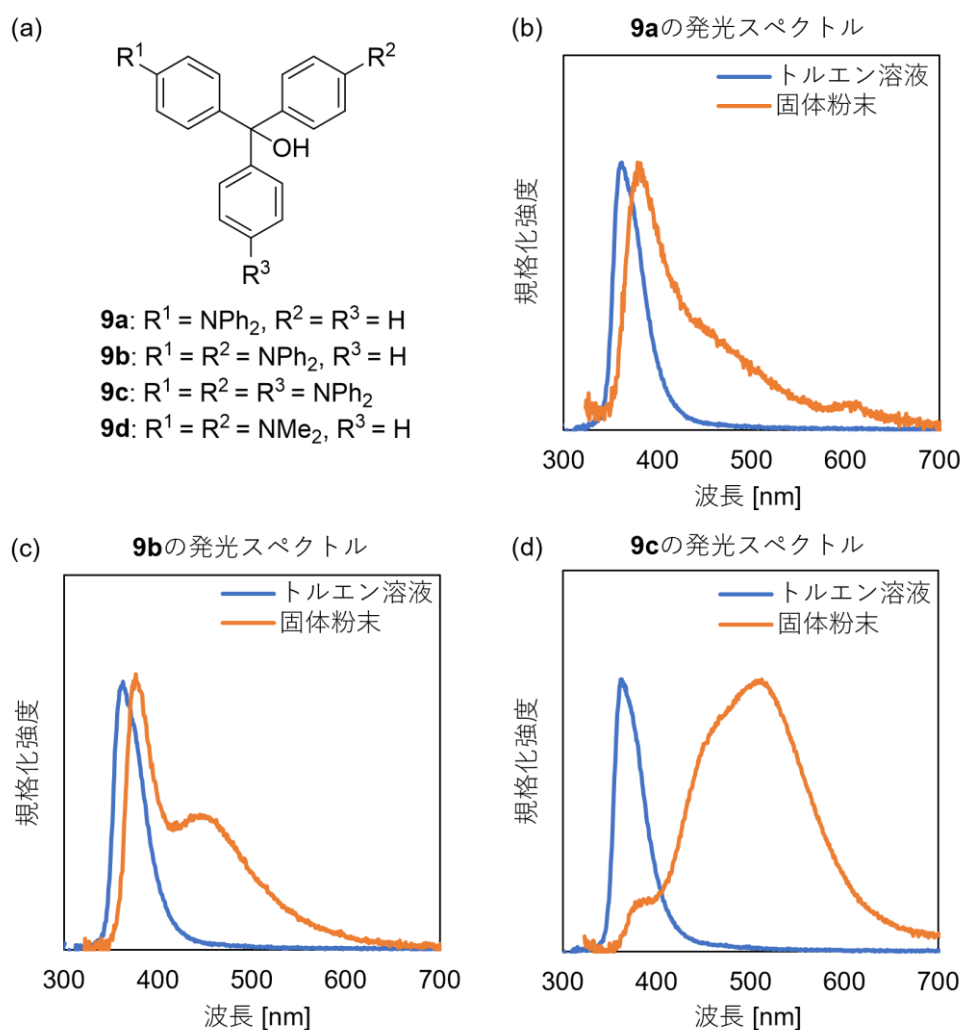 (a)
R¹
R²
OH
R³
9a: R¹ = NPh₂, R² = R³ = H
9b: R¹ = R² = NPh₂, R³ = H
9c: R¹ = R² = R³ = NPh₂
9d: R¹ = R² = NMe₂, R³ = H
(b)
9aの発光スペクトル
トルエン溶液
固体粉末
規格化強度
300 400 500 600 700
波長 [nm]
(c)
9bの発光スペクトル
トルエン溶液
固体粉末
規格化強度
300 400 500 600 700
波長 [nm]
(d)
9cの発光スペクトル
トルエン溶液
固体粉末
規格化強度
300 400 500 600 700
波長 [nm]